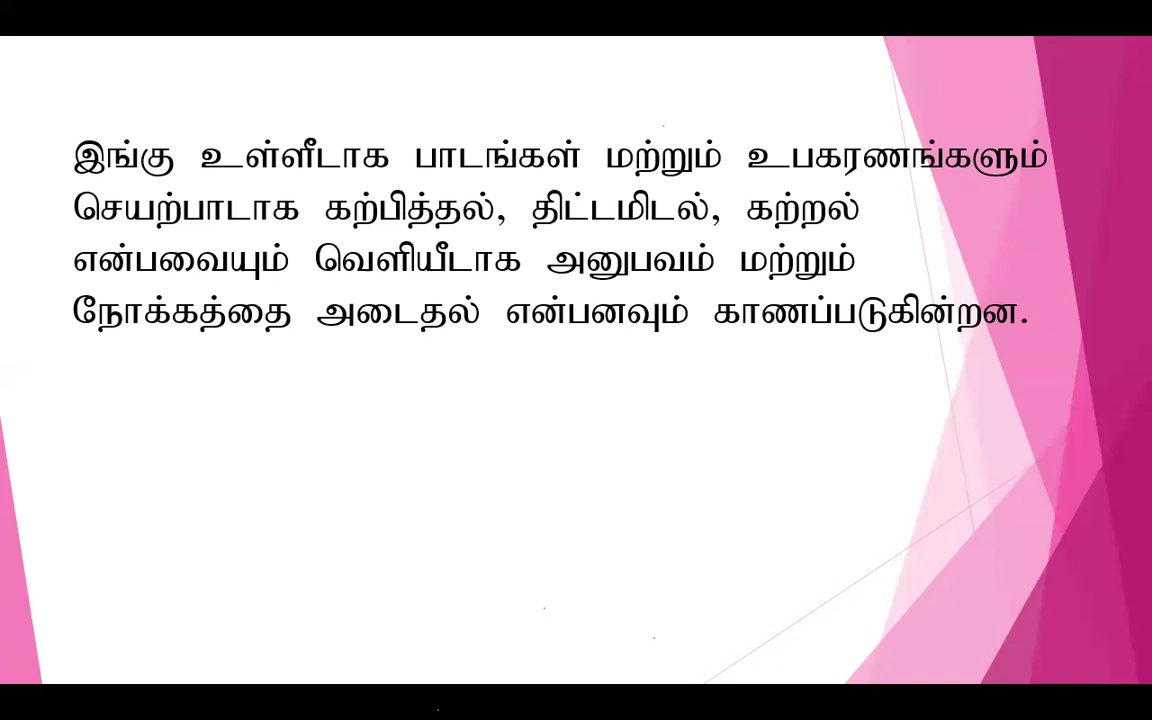 இங்கு உள்ளீடாக பாடங்கள் மற்றும் உபகரணங்களும்
செயற்பாடாக கற்பித்தல், திட்டமிடல், கற்றல்
என்பவையும் வெளியீடாக அனுபவம் மற்றும்
நோக்கத்தை அடைதல் என்பனவும் காணப்படுகின்றன.